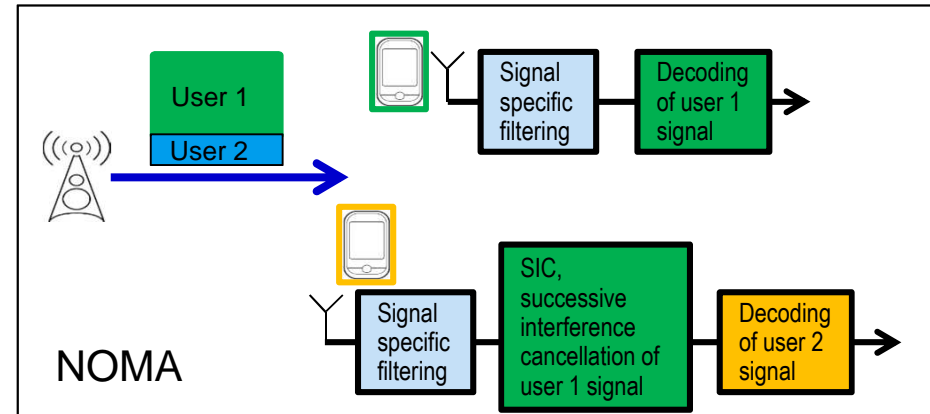 User 1
User 2
Signal
specific
filtering
Decoding
of user 1
signal
Signal
specific
filtering
SIC,
successive
interference
cancellation of
user 1 signal
Decoding
of user 2
signal
NOMA